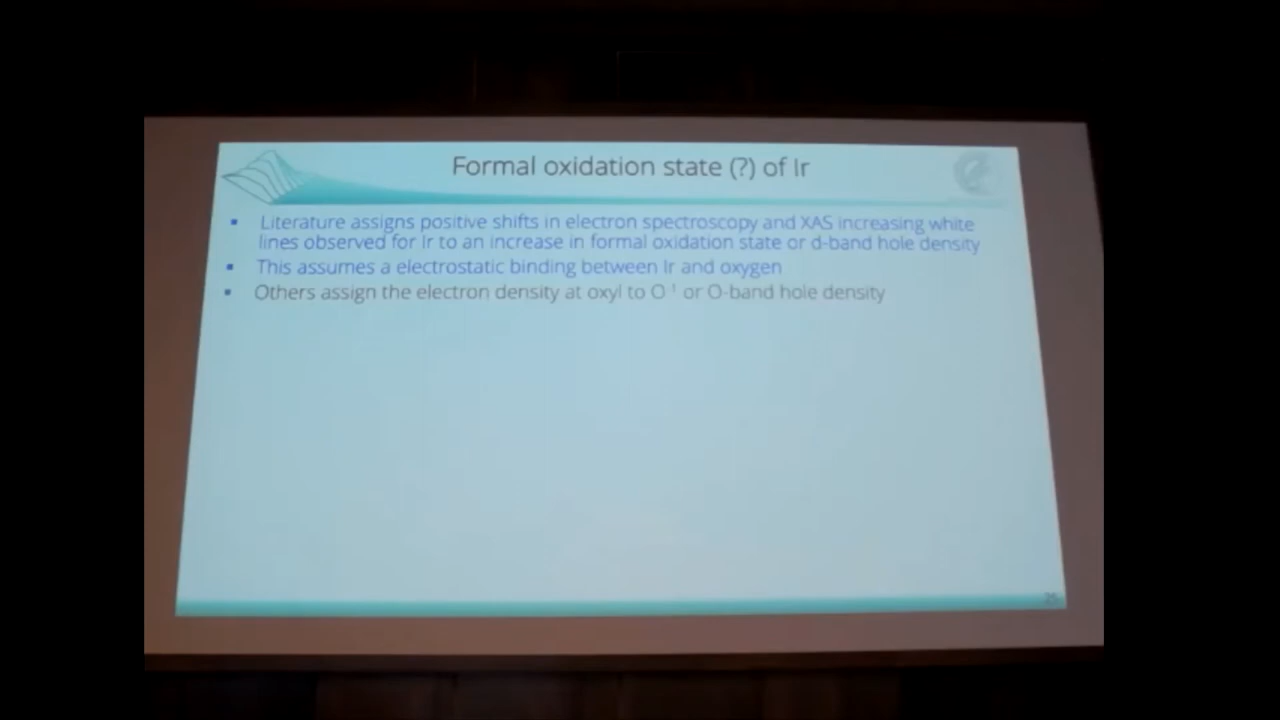 Formal oxidation state (?) of Ir
▪ Literature assigns positive shifts in electron spectroscopy and XAS increasing white
lines observed for Ir to an increase in formal oxidation state or d-band hole density
▪ This assumes a electrostatic binding between Ir and oxygen
▪ Others assign the electron density at oxyl to O⁻¹ or O-band hole density
25